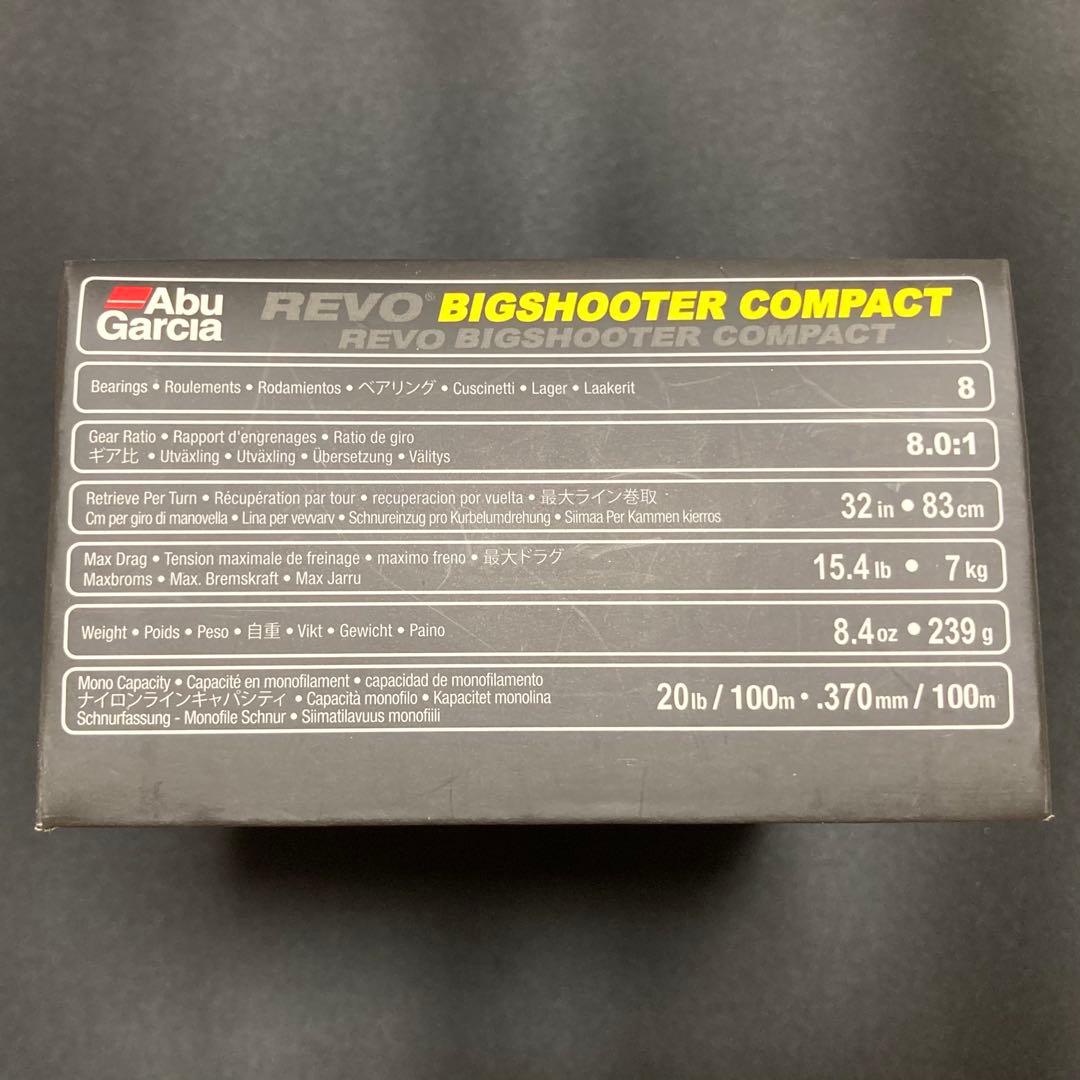 Abu
Garcia
REVO® BIGSHOOTER COMPACT
REVO BIGSHOOTER COMPACT
Bearings • Roulements • Rodamientos • ベアリング • Cuscinetti • Lager • Laakerit 8
Gear Ratio • Rapport d'engrenages • Ratio de giro
ギア比 • Utväxling • Utväxling • Übersetzung • Välitys
8.0:1
Retrieve Per Turn • Récupération par tour • recuperacion por vuelta • 最大ライン巻取
Cm per giro di manovella • Lina per vevvarv • Schnureinzug pro Kurbelumdrehung • Siimaa Per Kammen kierros
32 in • 83 cm
Max Drag • Tension maximale de freinage • maximo freno • 最大ドラグ
Maxbroms • Max. Bremskraft • Max Jarru
15.4 lb • 7 kg
Weight • Poids • Peso • 自重 • Vikt • Gewicht • Paino 8.4 oz • 239 g
Mono Capacity • Capacité en monofilament • capacidad de monofilamento
ナイロンラインキャパシティ • Capacità monofilo • Kapacitet monolina
Schnurfassung - Monofile Schnur • Siimatilavuus monofiili
20 lb / 100m • .370 mm / 100m